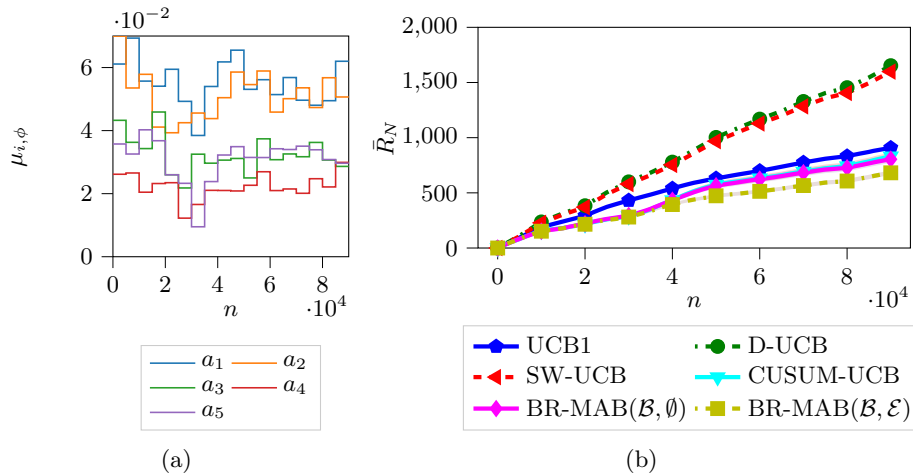 ·10⁻²
6
4
2
0
μ_{i,ϕ}
0 2 4 6 8
n
·10⁴
a₁ a₂
a₃ a₄
a₅
(a)
2,000
1,500
1,000
500
0
R̄_N
0 2 4 6 8
n
·10⁴
UCB1 D-UCB
SW-UCB CUSUM-UCB
BR-MAB(ℬ, ∅) BR-MAB(ℬ, ℰ)
(b)